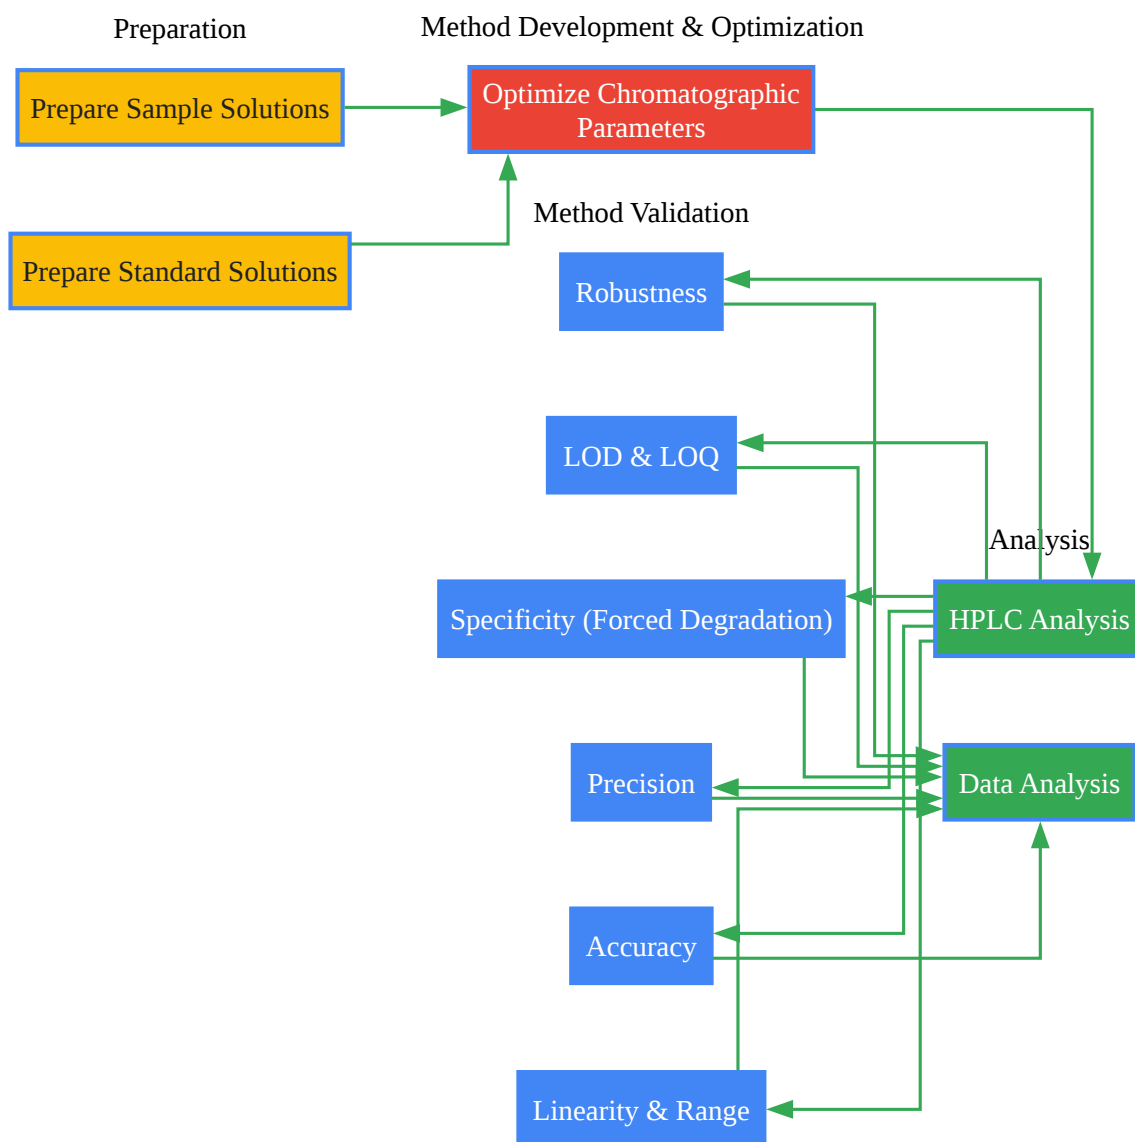 Preparation
Method Development & Optimization
Prepare Sample Solutions
Optimize Chromatographic
Parameters
Method Validation
Prepare Standard Solutions
Robustness
LOD & LOQ
Analysis
Specificity (Forced Degradation)
HPLC Analysis
Precision
Data Analysis
Accuracy
Linearity & Range